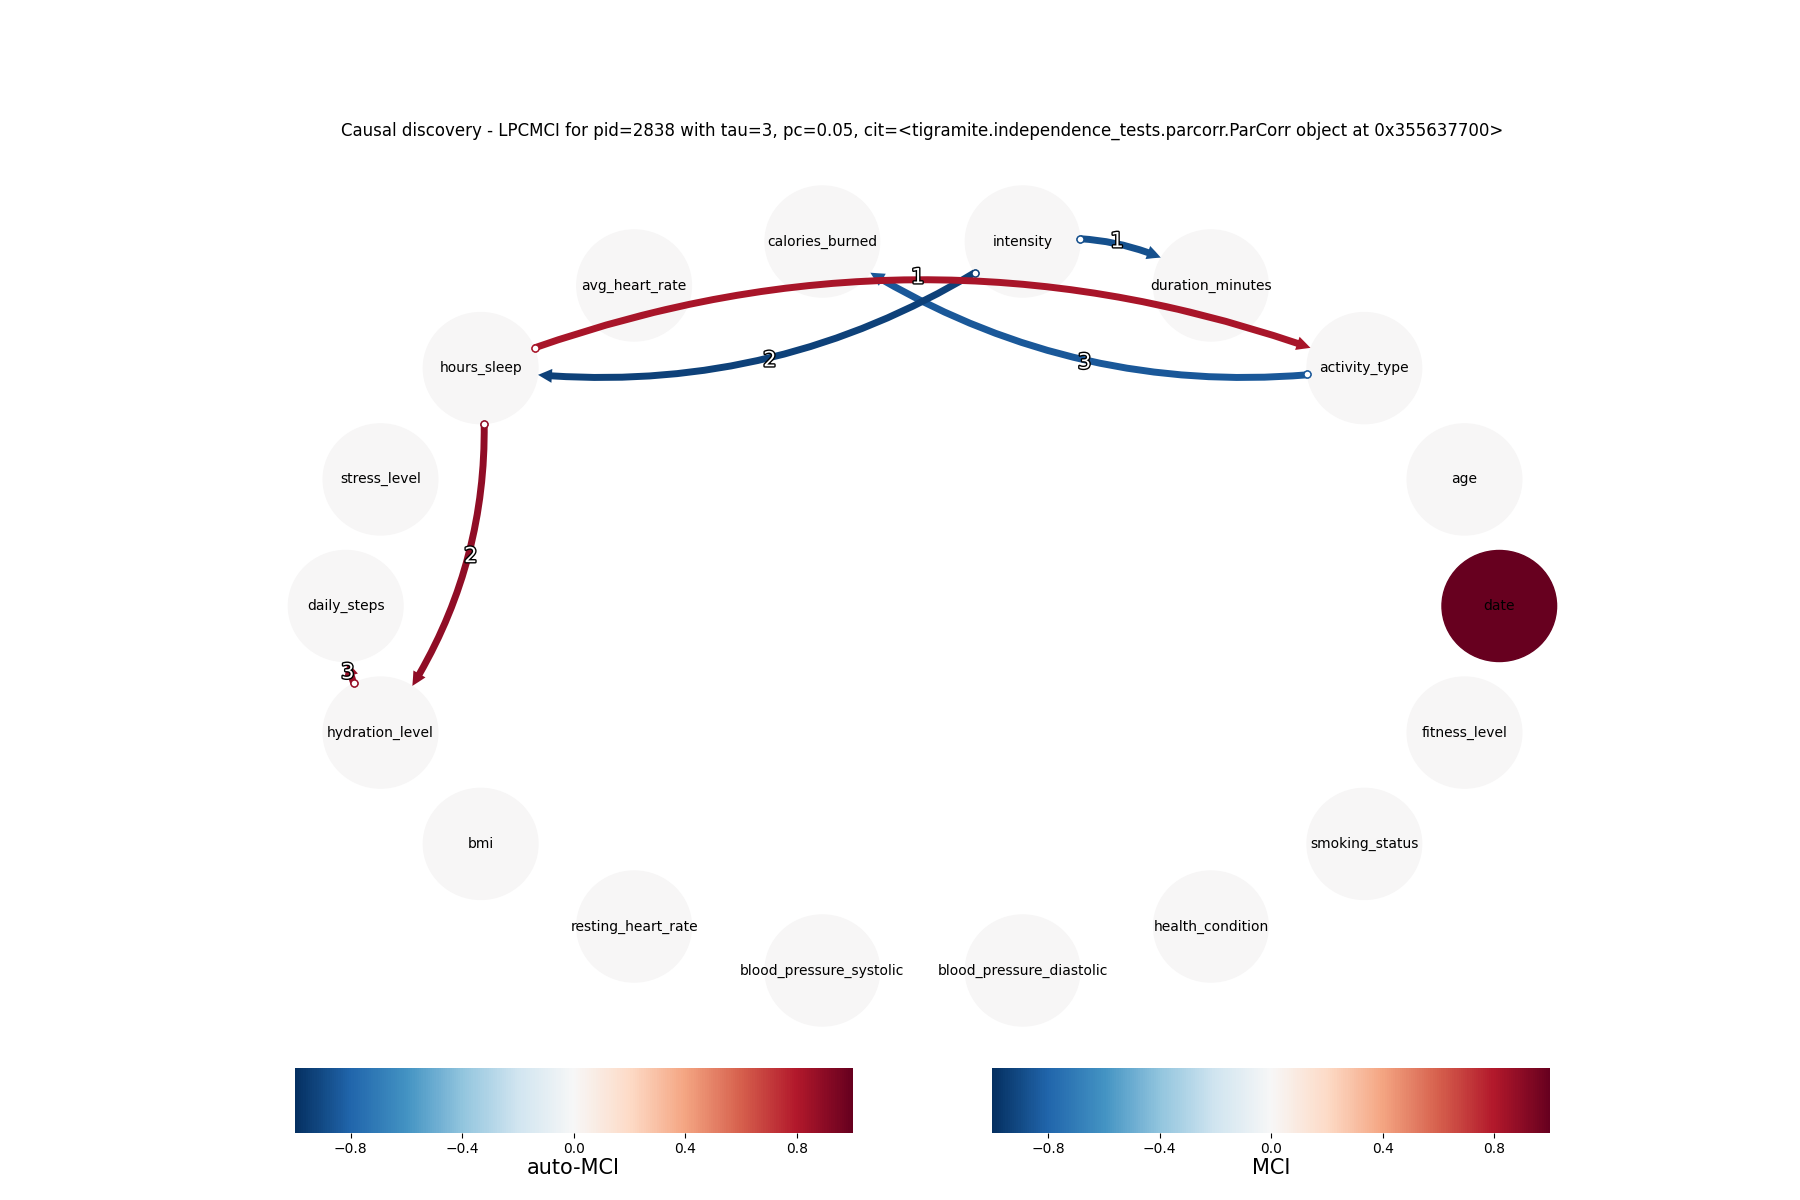 Causal discovery - LPCMCI for pid=2838 with tau=3, pc=0.05, cit=<tigramite.independence_tests.parcorr.ParCorr object at 0x355637700>
calories_burned
intensity
1
avg_heart_rate
1
duration_minutes
hours_sleep
2
3
activity_type
stress_level
age
2
daily_steps
date
3
hydration_level
fitness_level
bmi
smoking_status
resting_heart_rate
health_condition
blood_pressure_systolic
blood_pressure_diastolic
−0.8 −0.4 0.0 0.4 0.8
auto-MCI
−0.8 −0.4 0.0 0.4 0.8
MCI